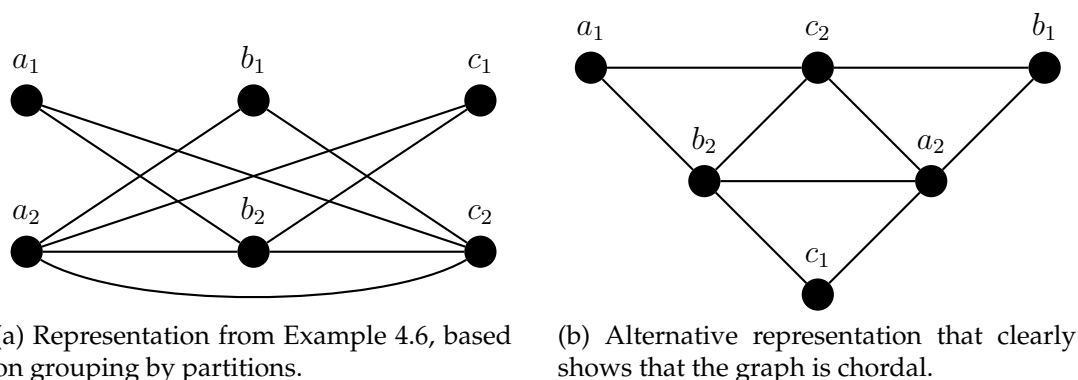 a₁ b₁ c₁
a₂ b₂ c₂
(a) Representation from Example 4.6, based
on grouping by partitions.
a₁ c₂ b₁
b₂ a₂
c₁
(b) Alternative representation that clearly
shows that the graph is chordal.